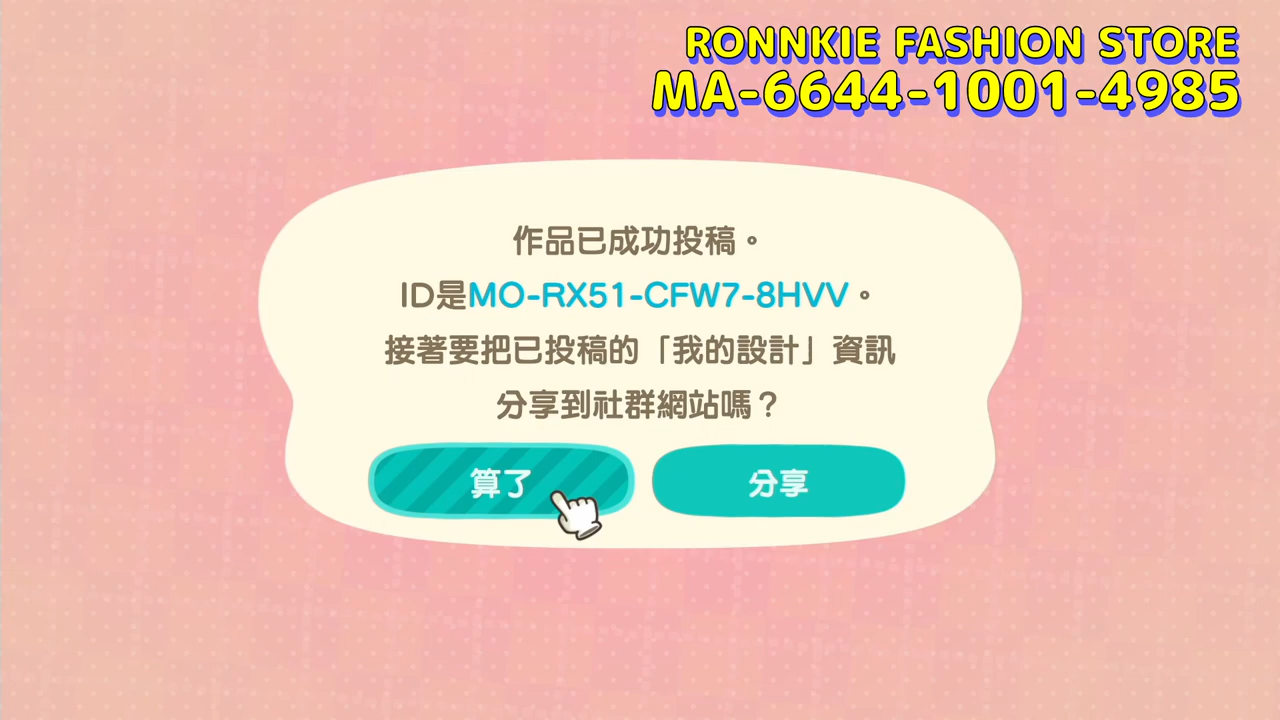 RONNKIE FASHION STORE
MA-6644-1001-4985
作品已成功投稿。
ID是MO-RX51-CFW7-8HVV。
接著要把已投稿的「我的設計」資訊
分享到社群網站嗎？
算了
分享